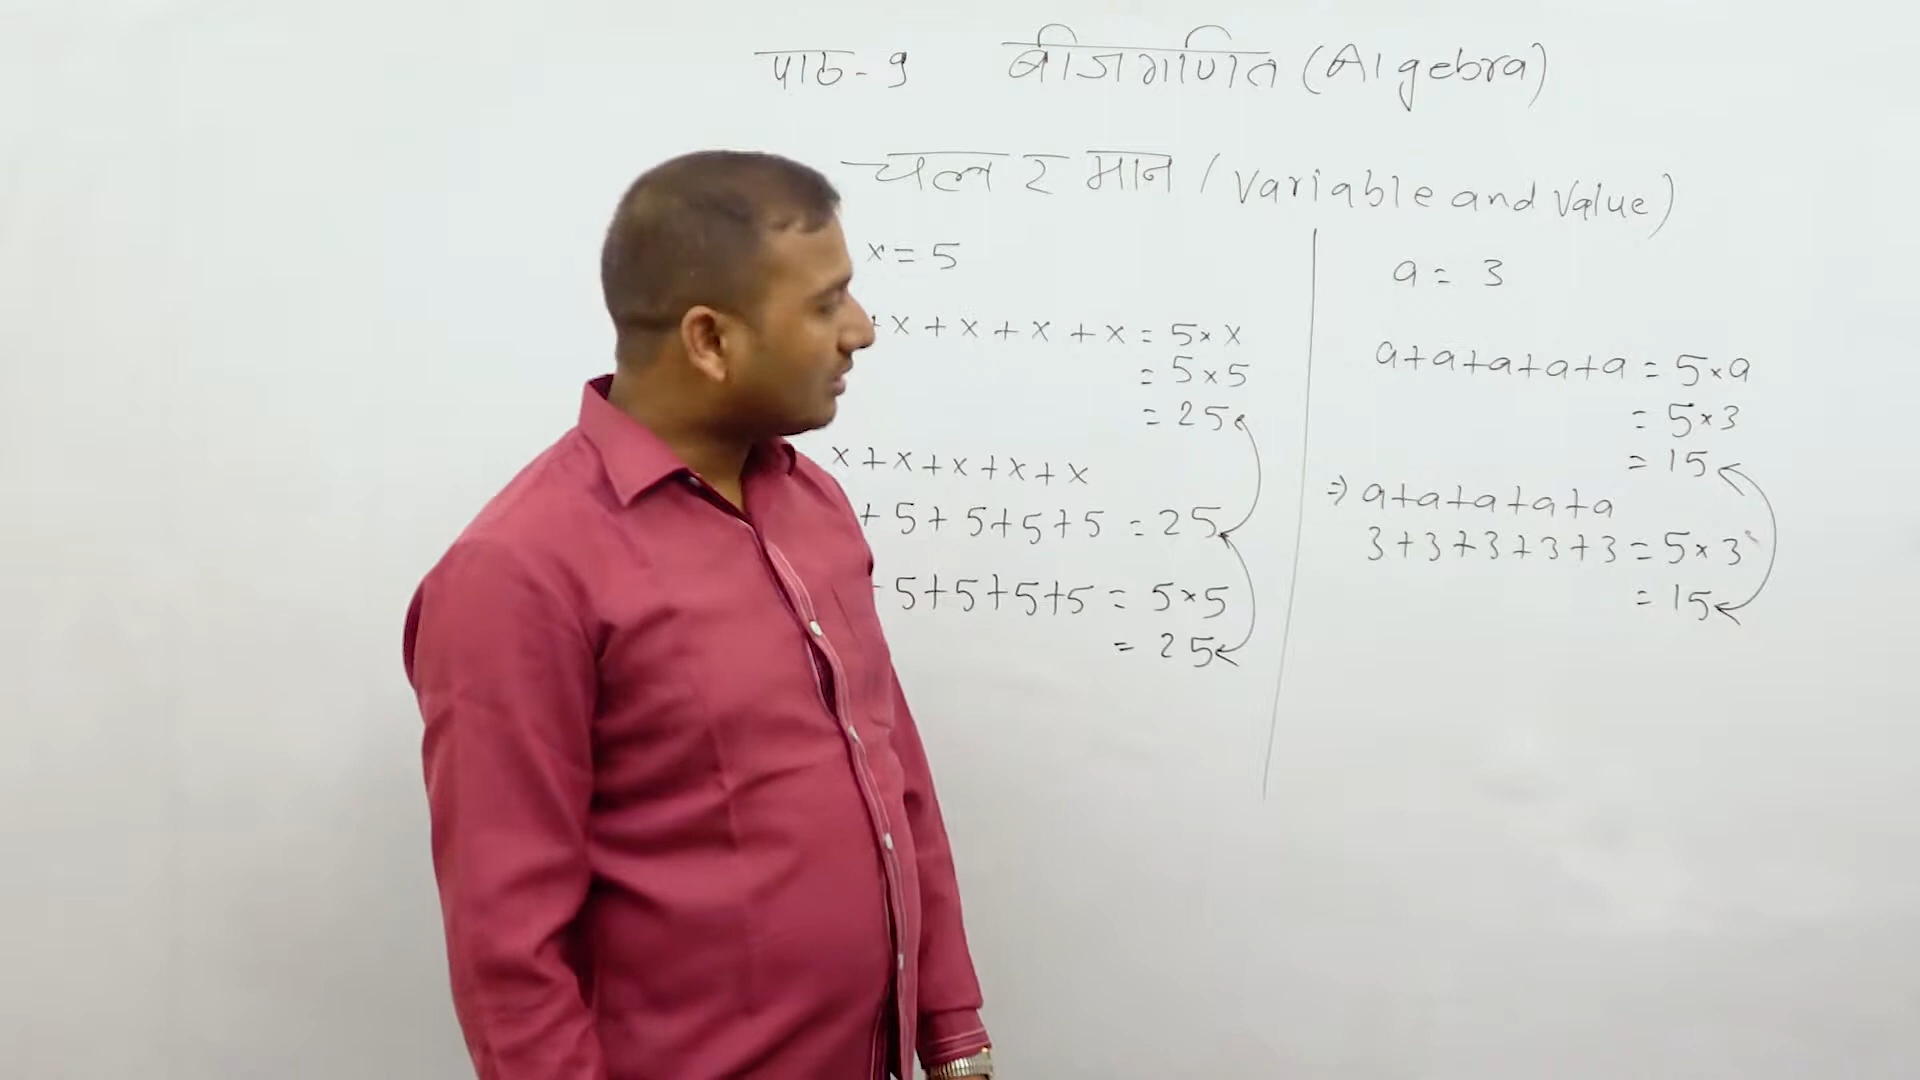 पाठ-९ बीजगणित (Algebra)
चल र मान (Variable and Value)
x = 5
+ x + x + x + x = 5 × x
= 5 × 5
= 25
x + x + x + x + x
+ 5 + 5 + 5 + 5 = 25
5 + 5 + 5 + 5 = 5 × 5
= 25
a = 3
a + a + a + a + a = 5 × a
= 5 × 3
= 15
⇒ a + a + a + a + a
3 + 3 + 3 + 3 + 3 = 5 × 3
= 15